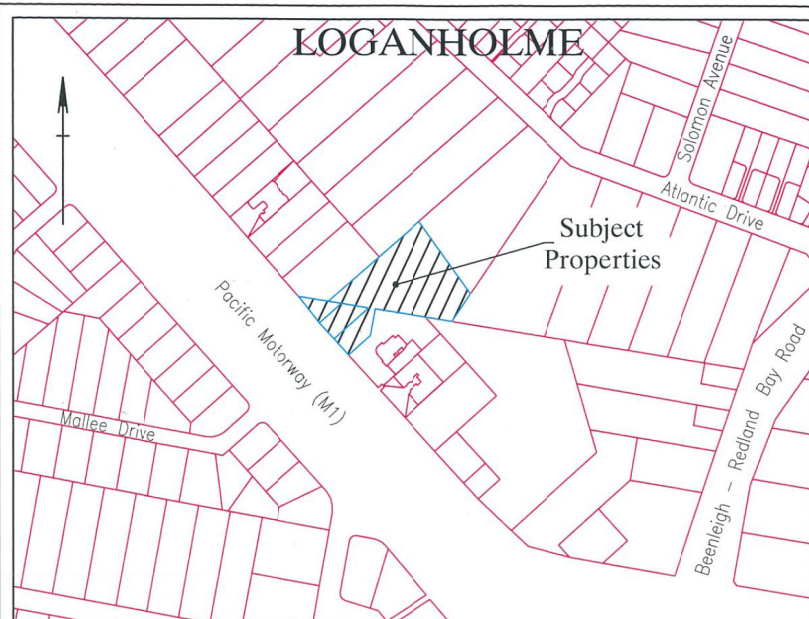 LOGANHOLME
Solomon Avenue
Atlantic Drive
Subject
Properties
Pacific Motorway (M1)
Mallee Drive
Beenleigh - Redland Bay Road